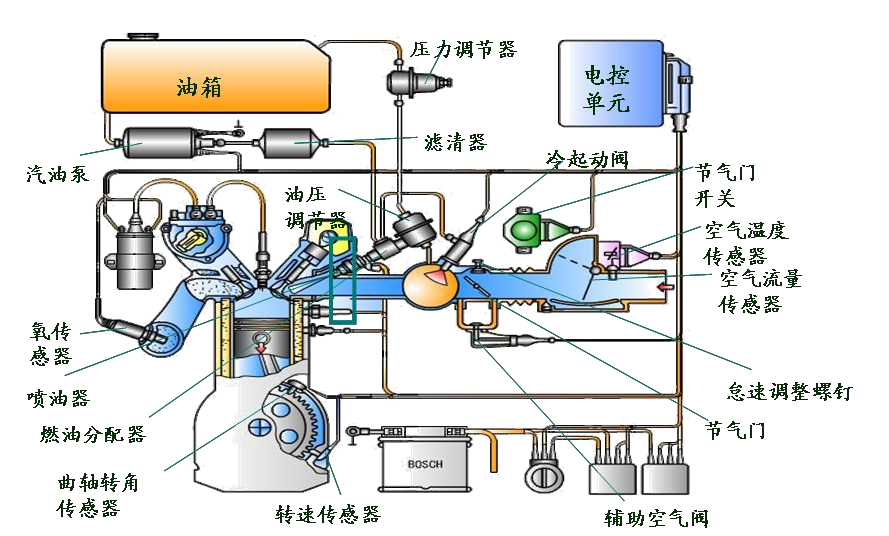 压力调节器
油箱
电控
单元
滤清器
汽油泵
冷起动阀
节气门
开关
油压
调节器
空气温度
传感器
空气流量
传感器
氧传
感器
喷油器
怠速调整螺钉
燃油分配器
节气门
BOSCH
曲轴转角
传感器
转速传感器
辅助空气阀